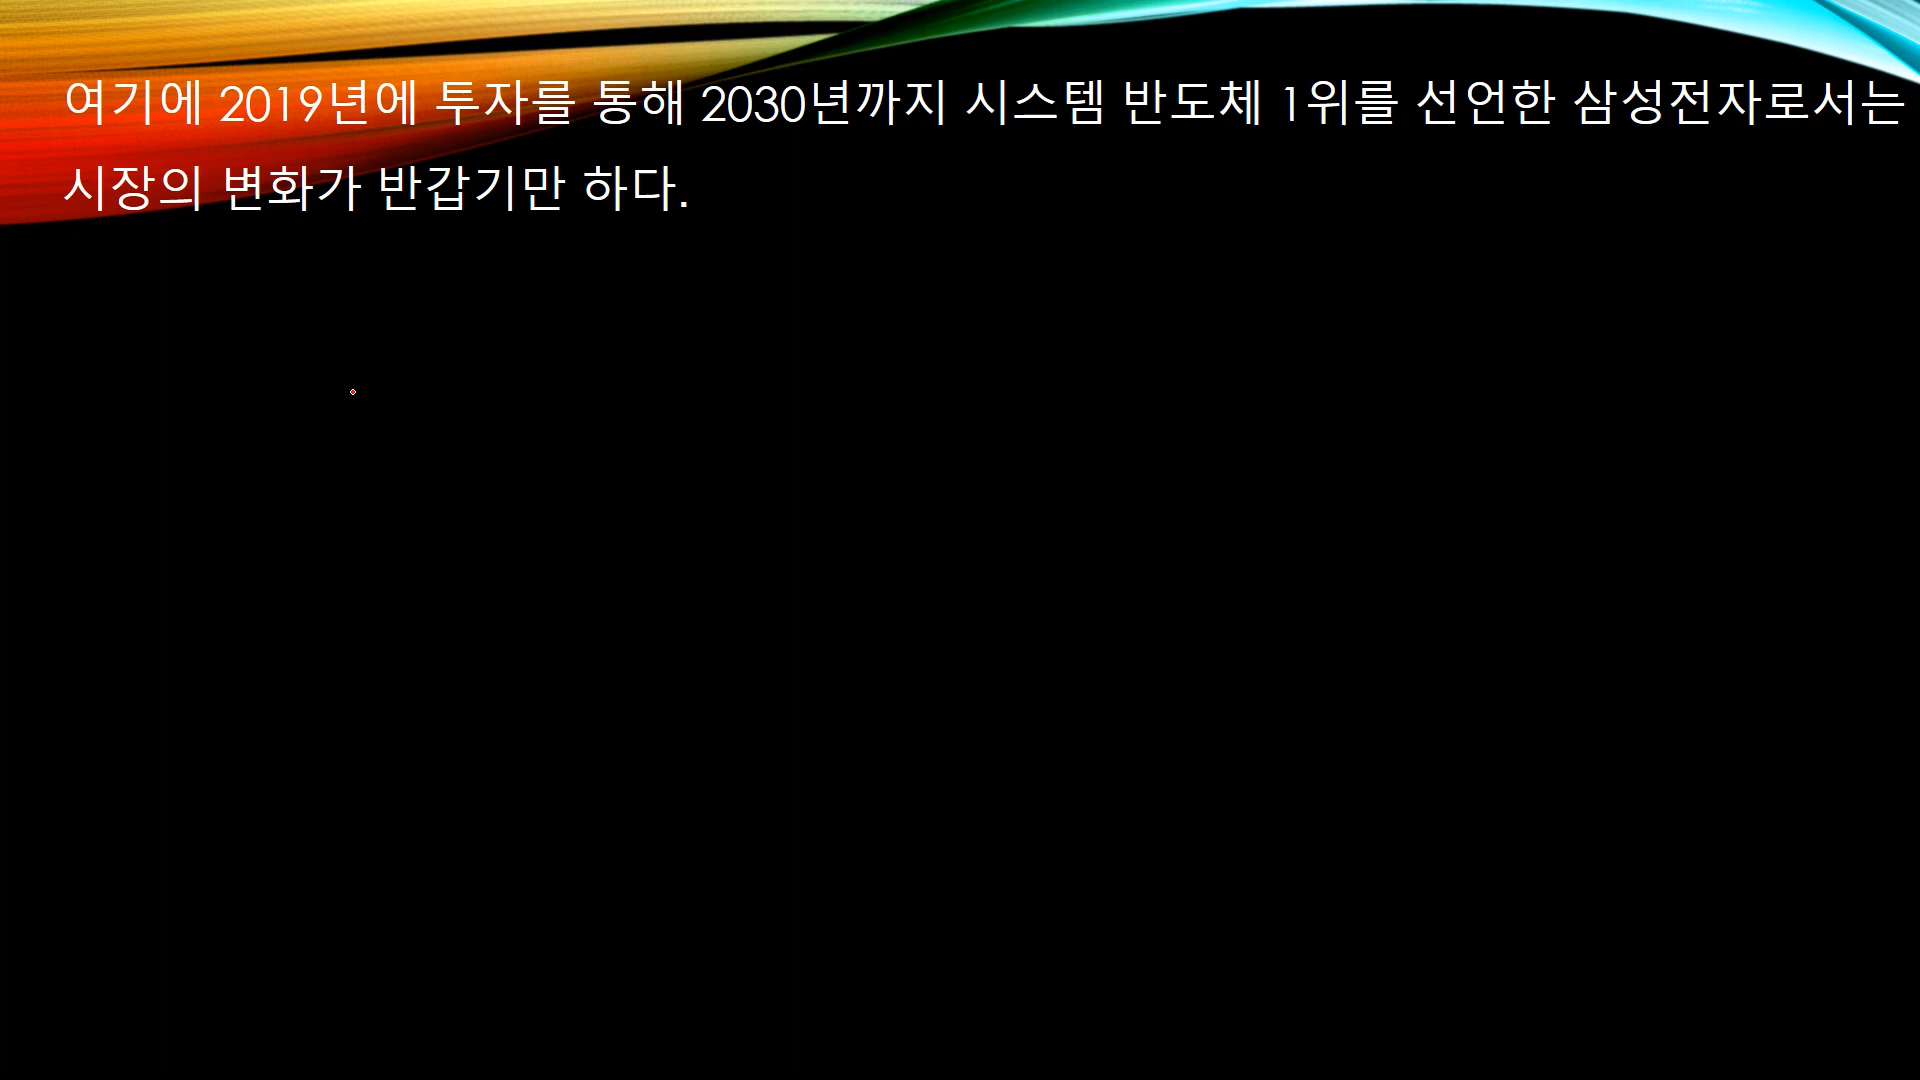 여기에 2019년에 투자를 통해 2030년까지 시스템 반도체 1위를 선언한 삼성전자로서는
시장의 변화가 반갑기만 하다.